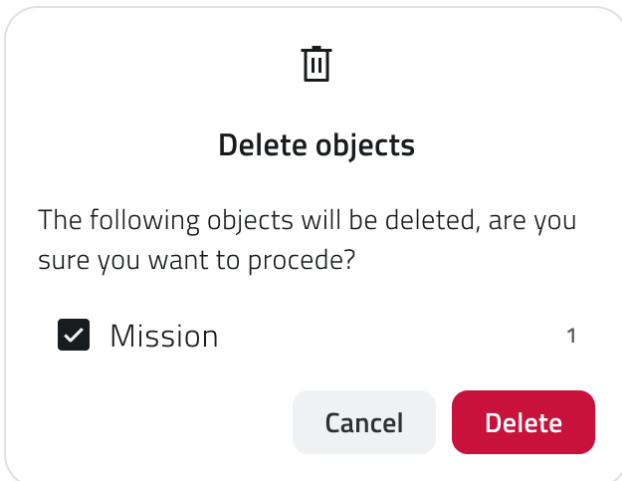 Delete objects
The following objects will be deleted, are you
sure you want to procede?
Mission 1
Cancel Delete